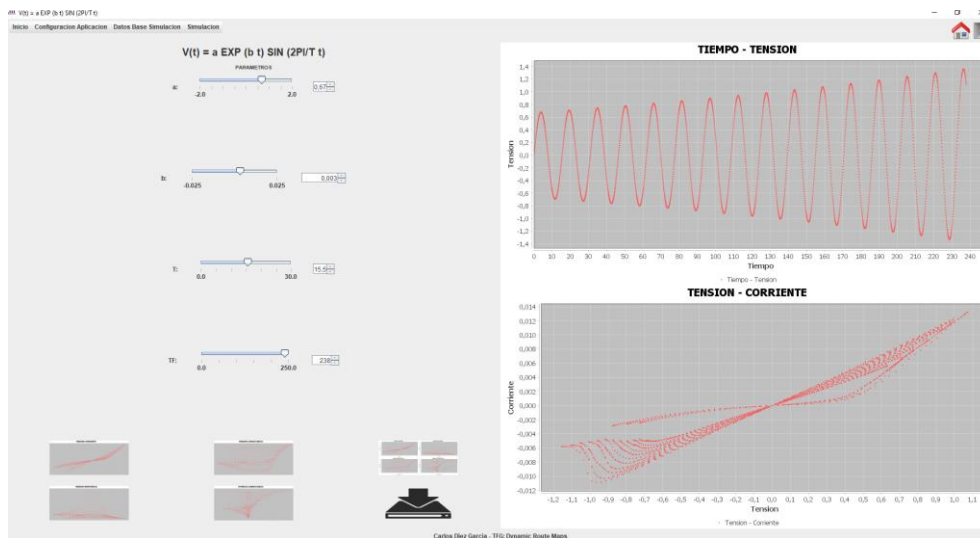 V(t) = a EXP (b t) SIN (2PI/T t)
Inicio Configuracion Aplicacion Datos Base Simulacion Simulacion
V(t) = a EXP (b t) SIN (2PI/T t)
PARAMETROS
a:
-2.0 2.0
0,67
b:
-0.025 0.025
0,003
T:
0.0 30.0
15,5
TF:
0.0 250.0
238
TIEMPO - TENSION
Tension
1,4
1,2
1,0
0,8
0,6
0,4
0,2
0,0
-0,2
-0,4
-0,6
-0,8
-1,0
-1,2
-1,4
0 10 20 30 40 50 60 70 80 90 100 110 120 130 140 150 160 170 180 190 200 210 220 230 240
Tiempo
Tiempo - Tension
TENSION - CORRIENTE
Corriente
0,014
0,012
0,010
0,008
0,006
0,004
0,002
0,000
-0,002
-0,004
-0,006
-0,008
-0,010
-0,012
-1,2 -1,1 -1,0 -0,9 -0,8 -0,7 -0,6 -0,5 -0,4 -0,3 -0,2 -0,1 0,0 0,1 0,2 0,3 0,4 0,5 0,6 0,7 0,8 0,9 1,0 1,1
Tension
Tension - Corriente
Carlos Díez García - TFG: Dynamic Route Maps